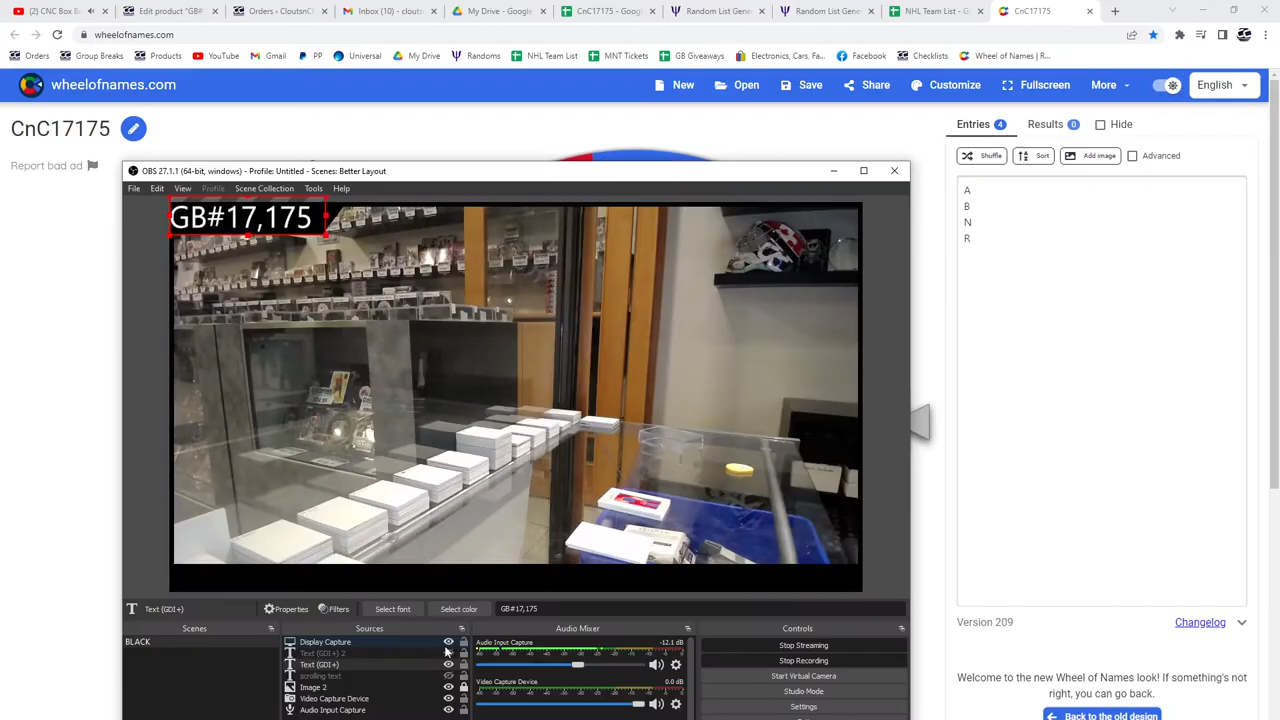 (2) CNC Box B
Edit product "GB#
Orders ‹ CloutsnC
Inbox (10) - clouts
My Drive - Google
CnC17175 - Googl
Random List Gene
Random List Gene
NHL Team List - G
CnC17175
wheelofnames.com
Orders
Group Breaks
Products
YouTube
Gmail
PP
Universal
My Drive
Randoms
NHL Team List
MNT Tickets
GB Giveaways
Electronics, Cars, Fa...
Facebook
Checklists
Wheel of Names | R...
wheelofnames.com
New
Open
Save
Share
Customize
Fullscreen
More
English
CnC17175
Report bad ad
Entries 4
Results 0
Hide
Shuffle
Sort
Add image
Advanced
A
B
N
R
OBS 27.1.1 (64-bit, windows) - Profile: Untitled - Scenes: Better Layout
File Edit View Profile Scene Collection Tools Help
GB#17,175
Text (GDI+)
Properties
Filters
Select font
Select color
GB#17,175
Scenes
Sources
Audio Mixer
Controls
BLACK
Display Capture
Text (GDI+) 2
Text (GDI+)
scrolling text
Image 2
Video Capture Device
Audio Input Capture
Audio Input Capture
-12.1 dB
Video Capture Device
0.0 dB
Stop Streaming
Stop Recording
Start Virtual Camera
Studio Mode
Settings
Version 209
Changelog
Welcome to the new Wheel of Names look! If something's not
right, you can go back.
Back to the old design